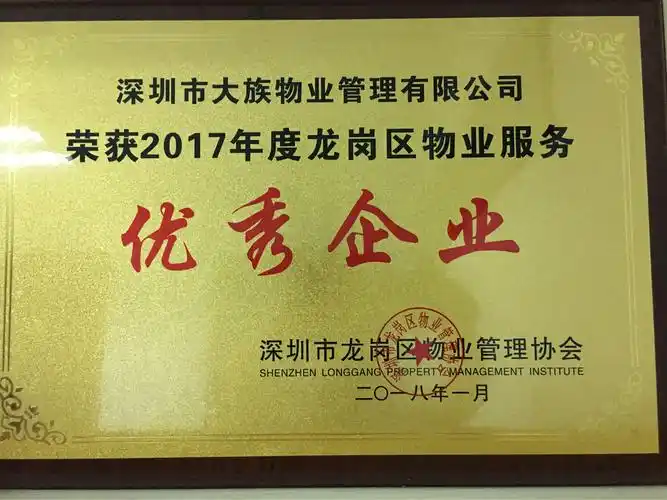 深圳市大族物业管理有限公司
荣获2017年度龙岗区物业服务
优秀企业
深圳市龙岗区物业管理协会
SHENZHEN LONGGANG PROPERTY MANAGEMENT INSTITUTE
二〇一八年一月